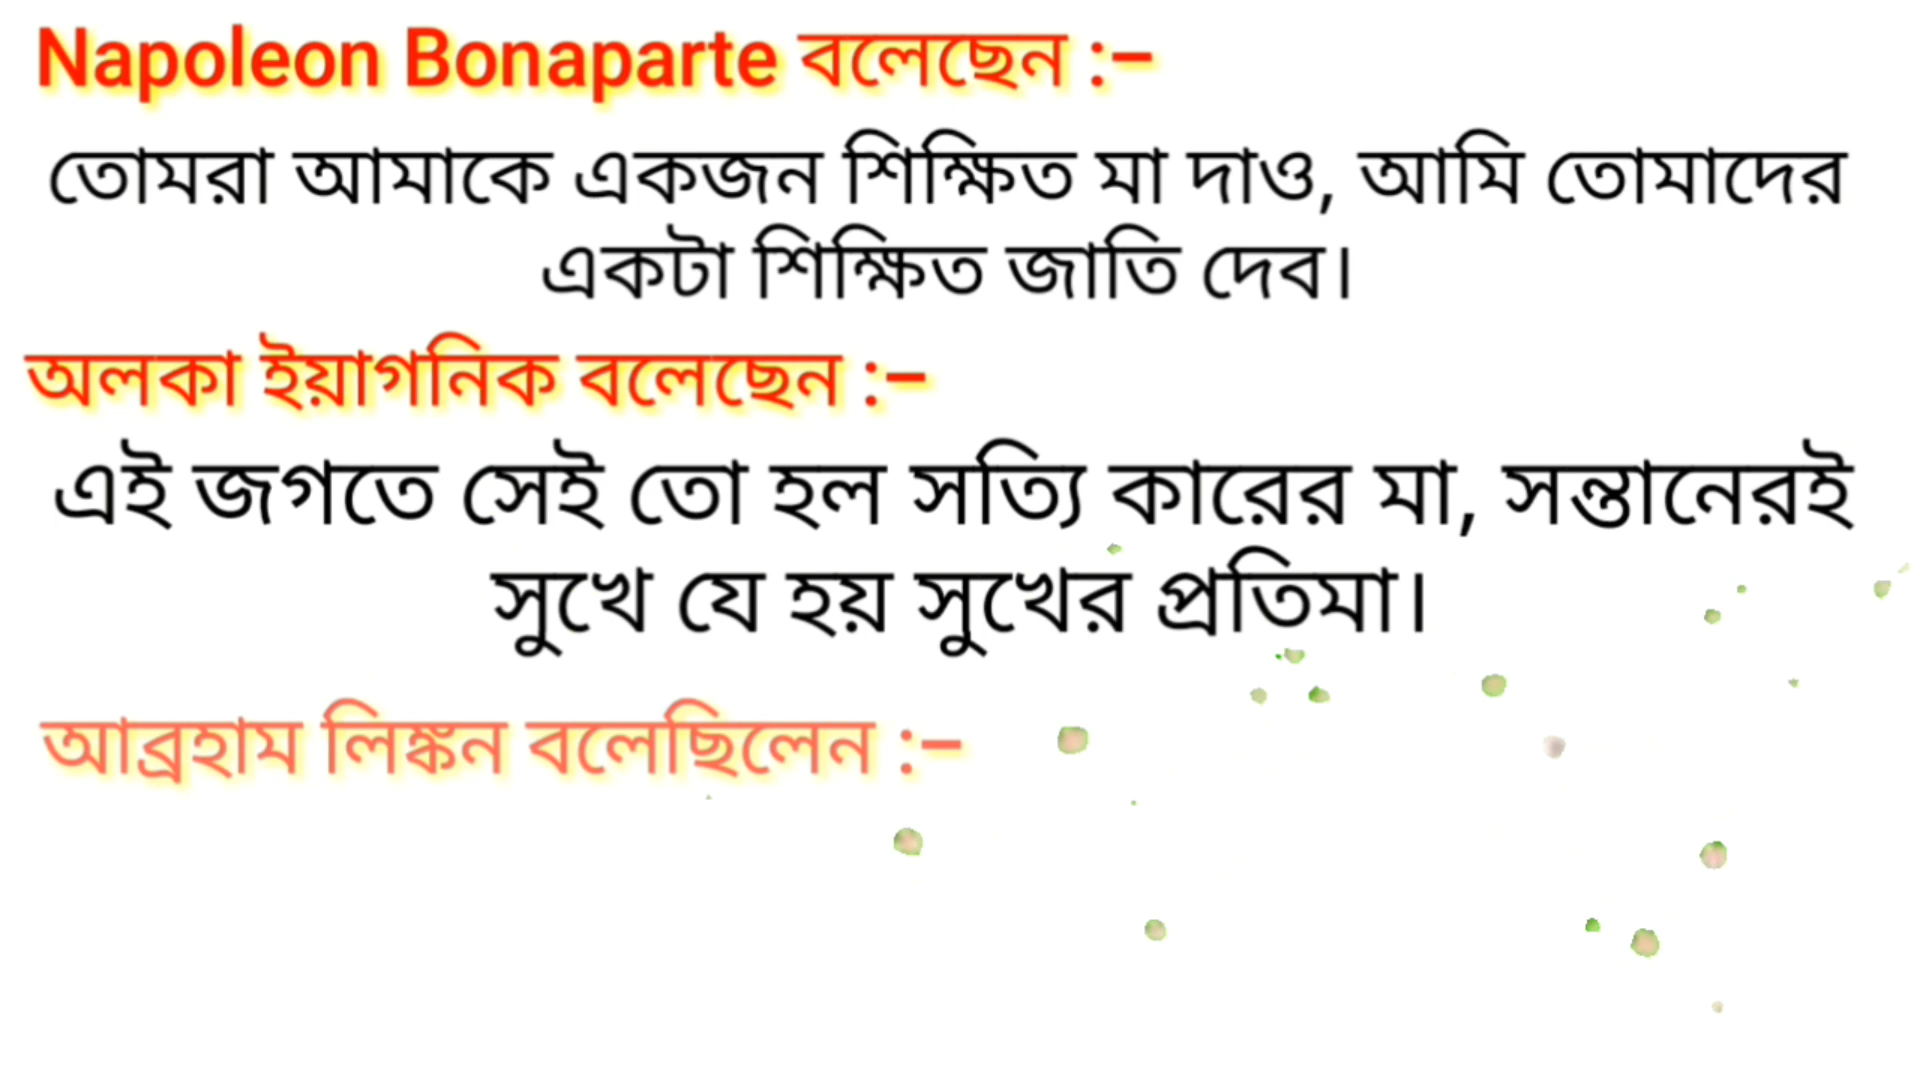 Napoleon Bonaparte বলেছেন :–
তোমরা আমাকে একজন শিক্ষিত মা দাও, আমি তোমাদের
একটা শিক্ষিত জাতি দেব।
অলকা ইয়াগনিক বলেছেন :–
এই জগতে সেই তো হল সত্যি কারের মা, সন্তানেরই
সুখে যে হয় সুখের প্রতিমা।
আব্রহাম লিঙ্কন বলেছিলেন :–